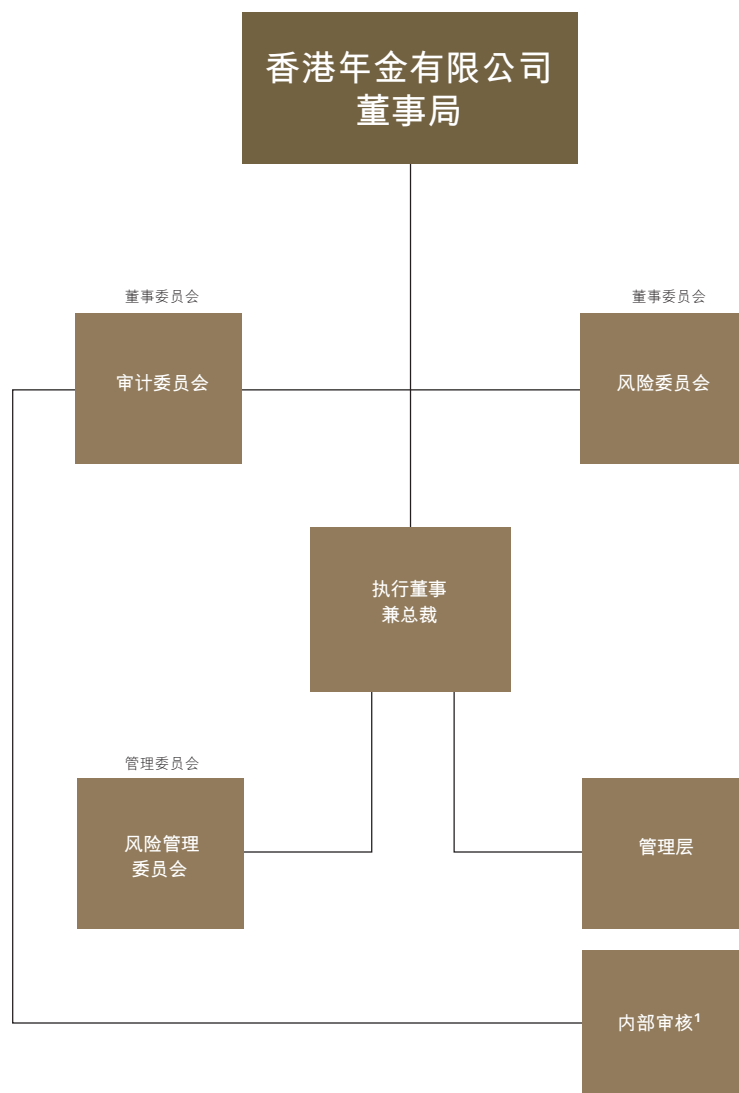 香港年金有限公司
董事局
董事委员会
董事委员会
审计委员会
风险委员会
执行董事
兼总裁
管理委员会
风险管理
委员会
管理层
内部审核¹